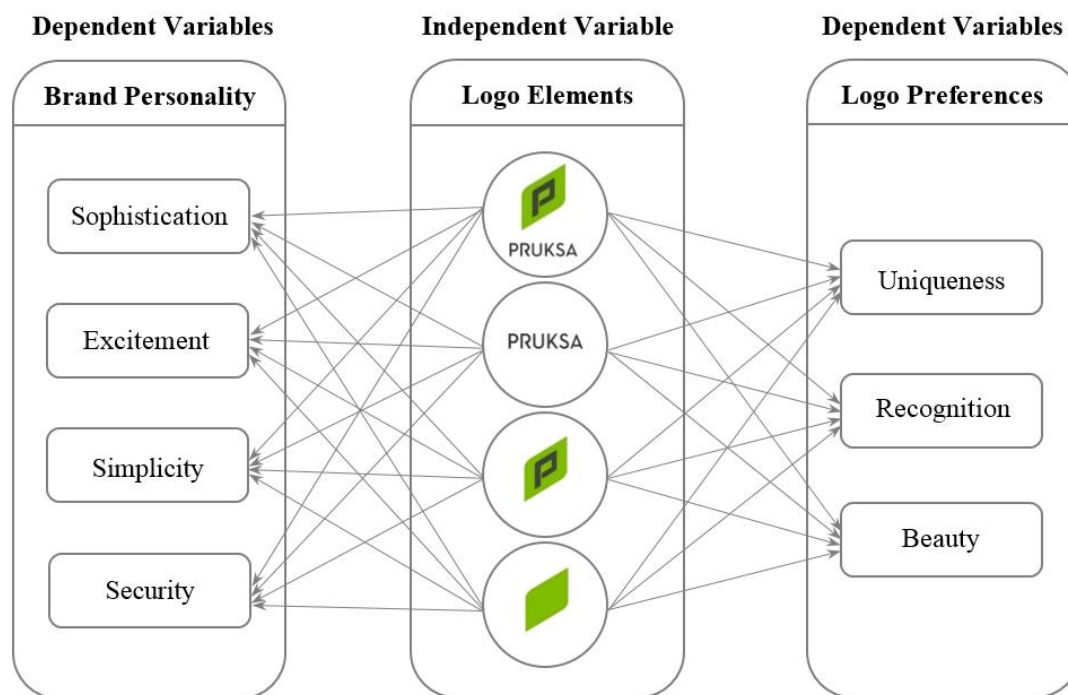 Dependent Variables
Brand Personality
Sophistication
Excitement
Simplicity
Security
Independent Variable
Logo Elements
P
PRUKSA
PRUKSA
P
Dependent Variables
Logo Preferences
Uniqueness
Recognition
Beauty